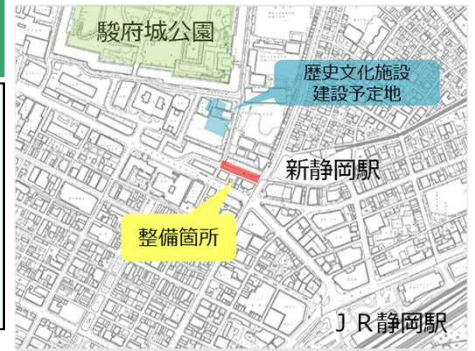 駿府城公園
歴史文化施設
建設予定地
新静岡駅
整備箇所
ＪＲ静岡駅